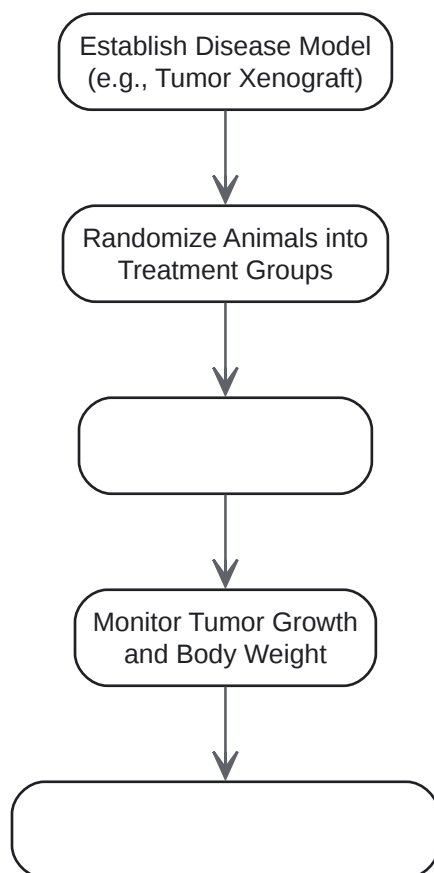 Establish Disease Model
(e.g., Tumor Xenograft)
Randomize Animals into
Treatment Groups
Monitor Tumor Growth
and Body Weight